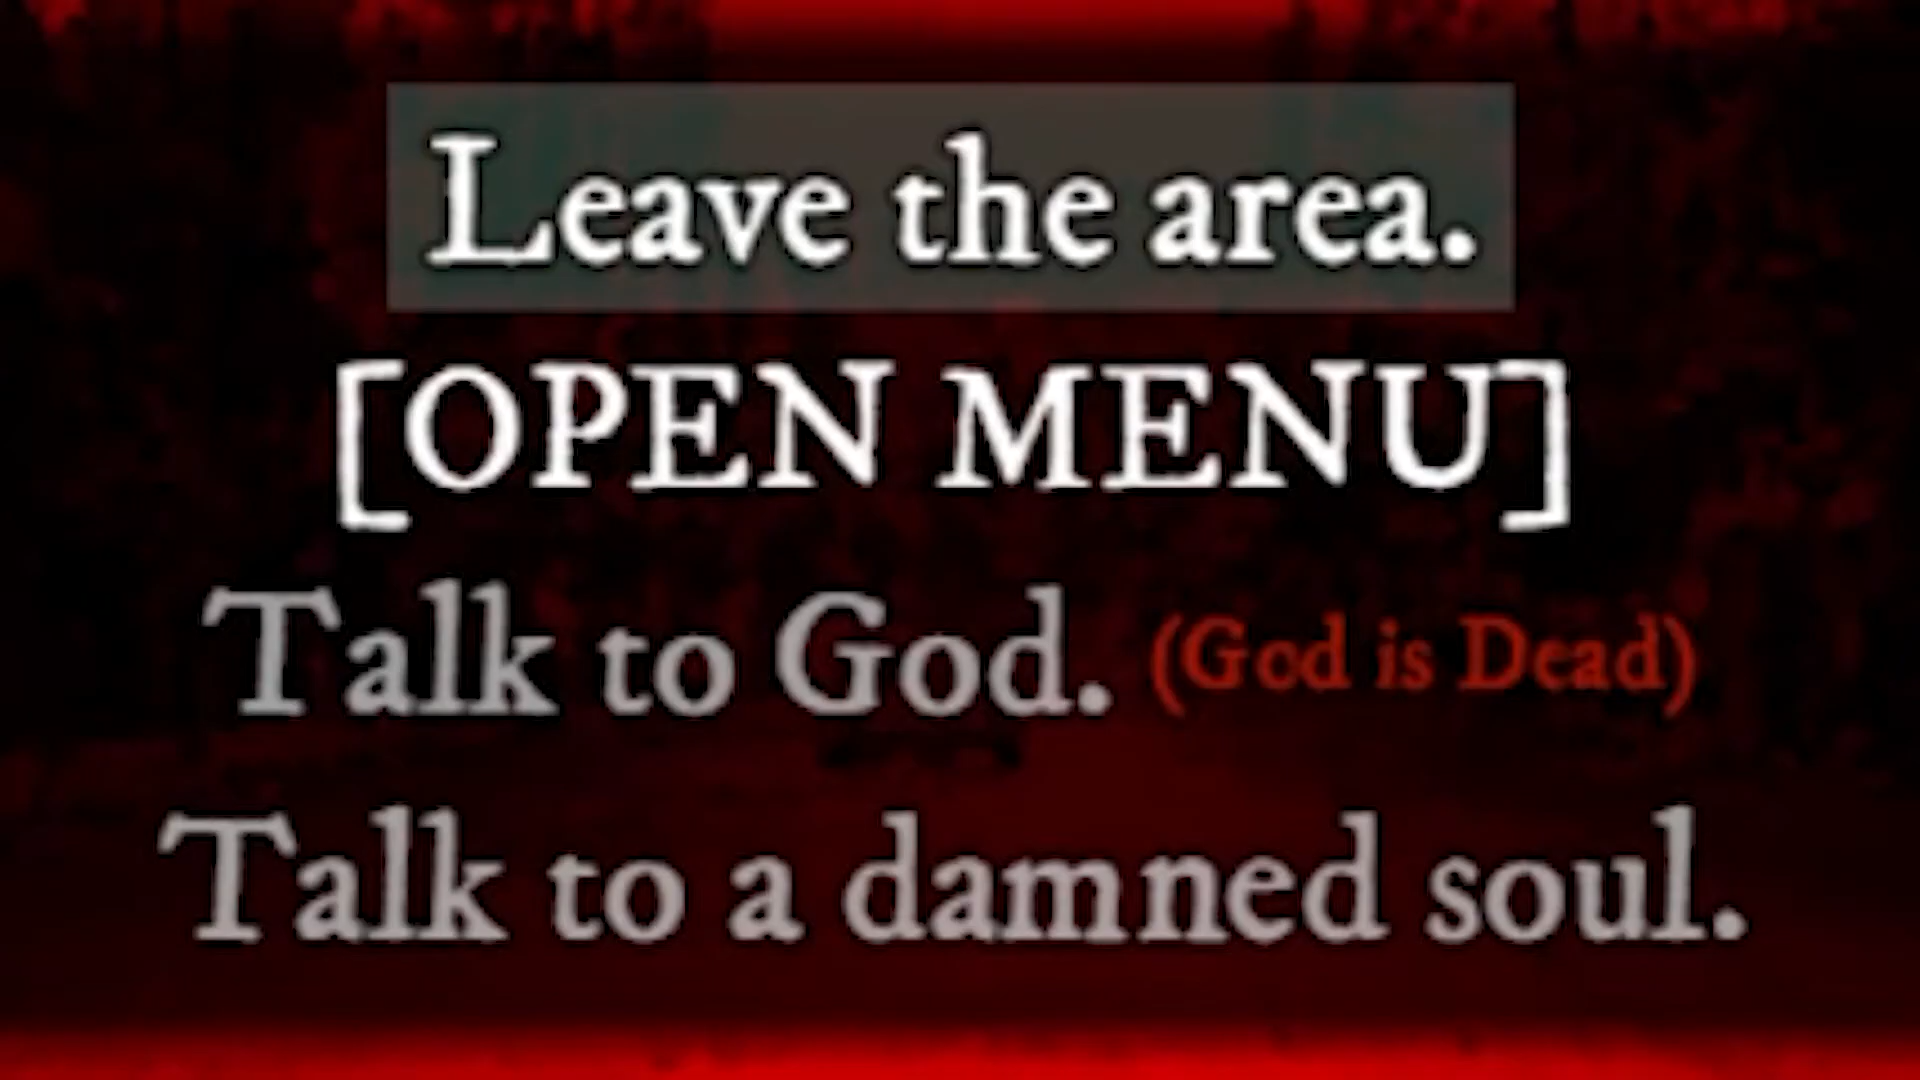 Leave the area.
[OPEN MENU]
Talk to God. (God is Dead)
Talk to a damned soul.